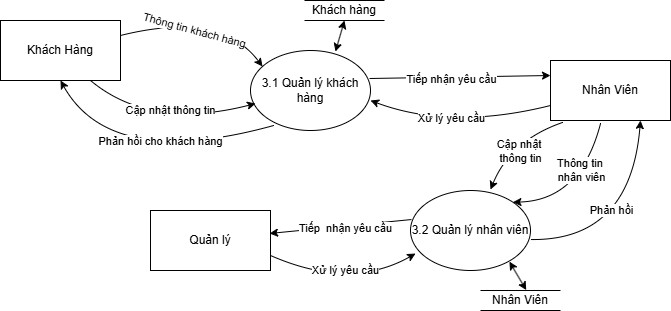 Khách hàng
Thông tin khách hàng
Khách Hàng
3.1 Quản lý khách
hàng
Tiếp nhận yêu cầu
Nhân Viên
Cập nhật thông tin
Xử lý yêu cầu
Phản hồi cho khách hàng
Cập nhật
thông tin
Thông tin
nhân viên
Phản hồi
Tiếp  nhận yêu cầu
3.2 Quản lý nhân viên
Quản lý
Xử lý yêu cầu
Nhân Viên